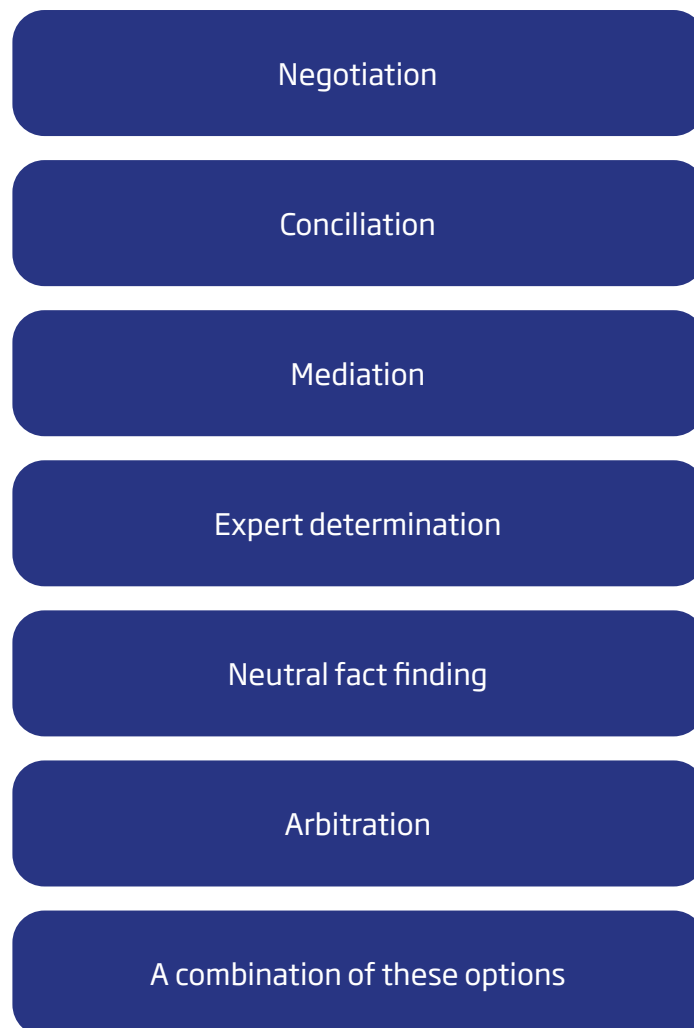 Negotiation
Conciliation
Mediation
Expert determination
Neutral fact finding
Arbitration
A combination of these options